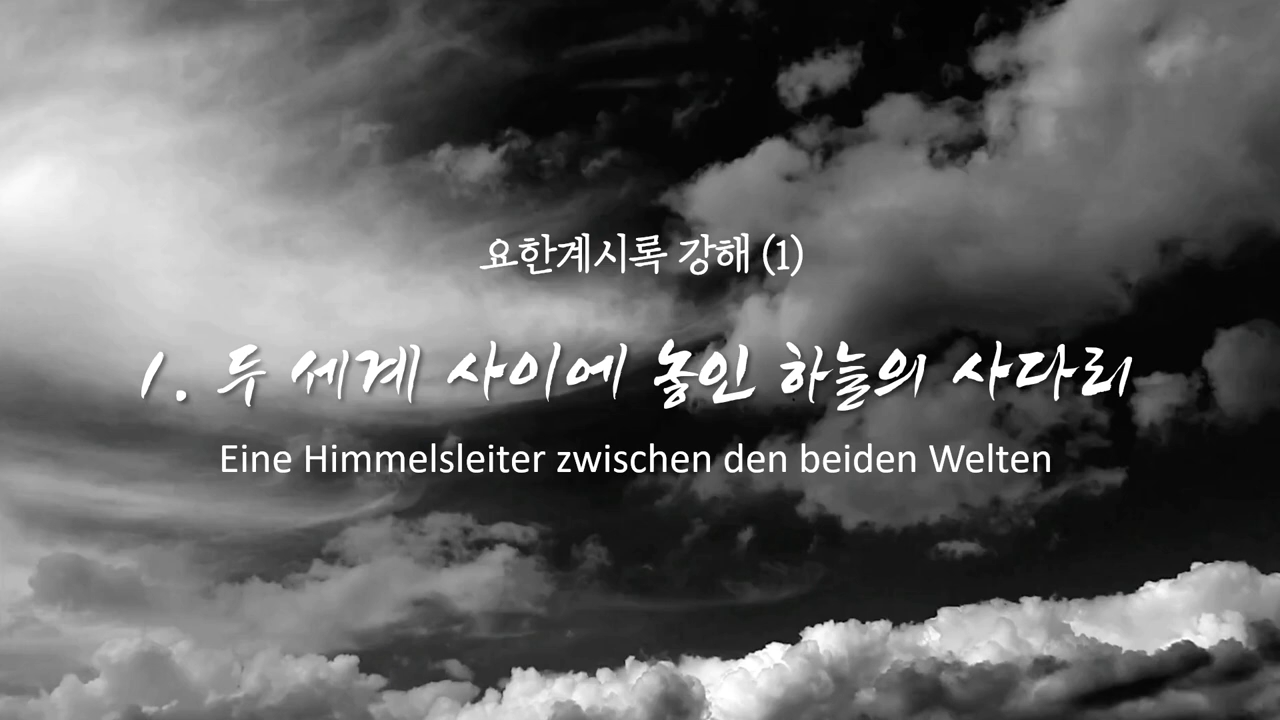 요한계시록 강해 (1)
1. 두 세계 사이에 놓인 하늘의 사다리
Eine Himmelsleiter zwischen den beiden Welten